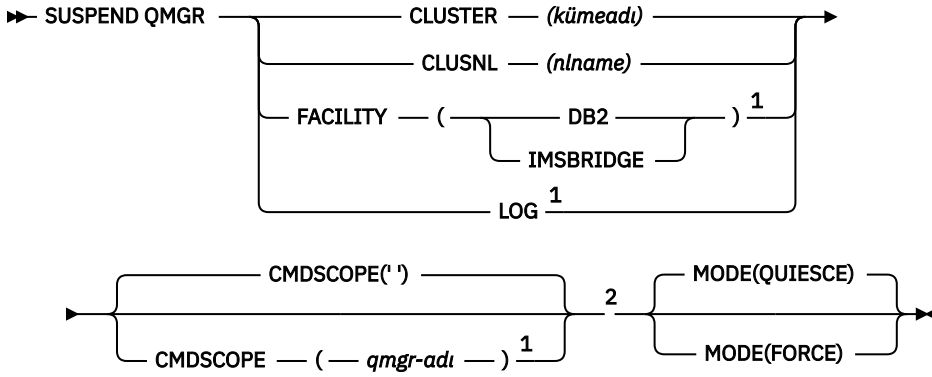 SUSPEND QMGR CLUSTER (kümeadı)
CLUSNL (nlname)
FACILITY ( DB2 ) 1
IMSBRIDGE
LOG 1
CMDSCOPE(' ') MODE(QUIESCE)
2
CMDSCOPE ( qmgr-adı ) 1 MODE(FORCE)